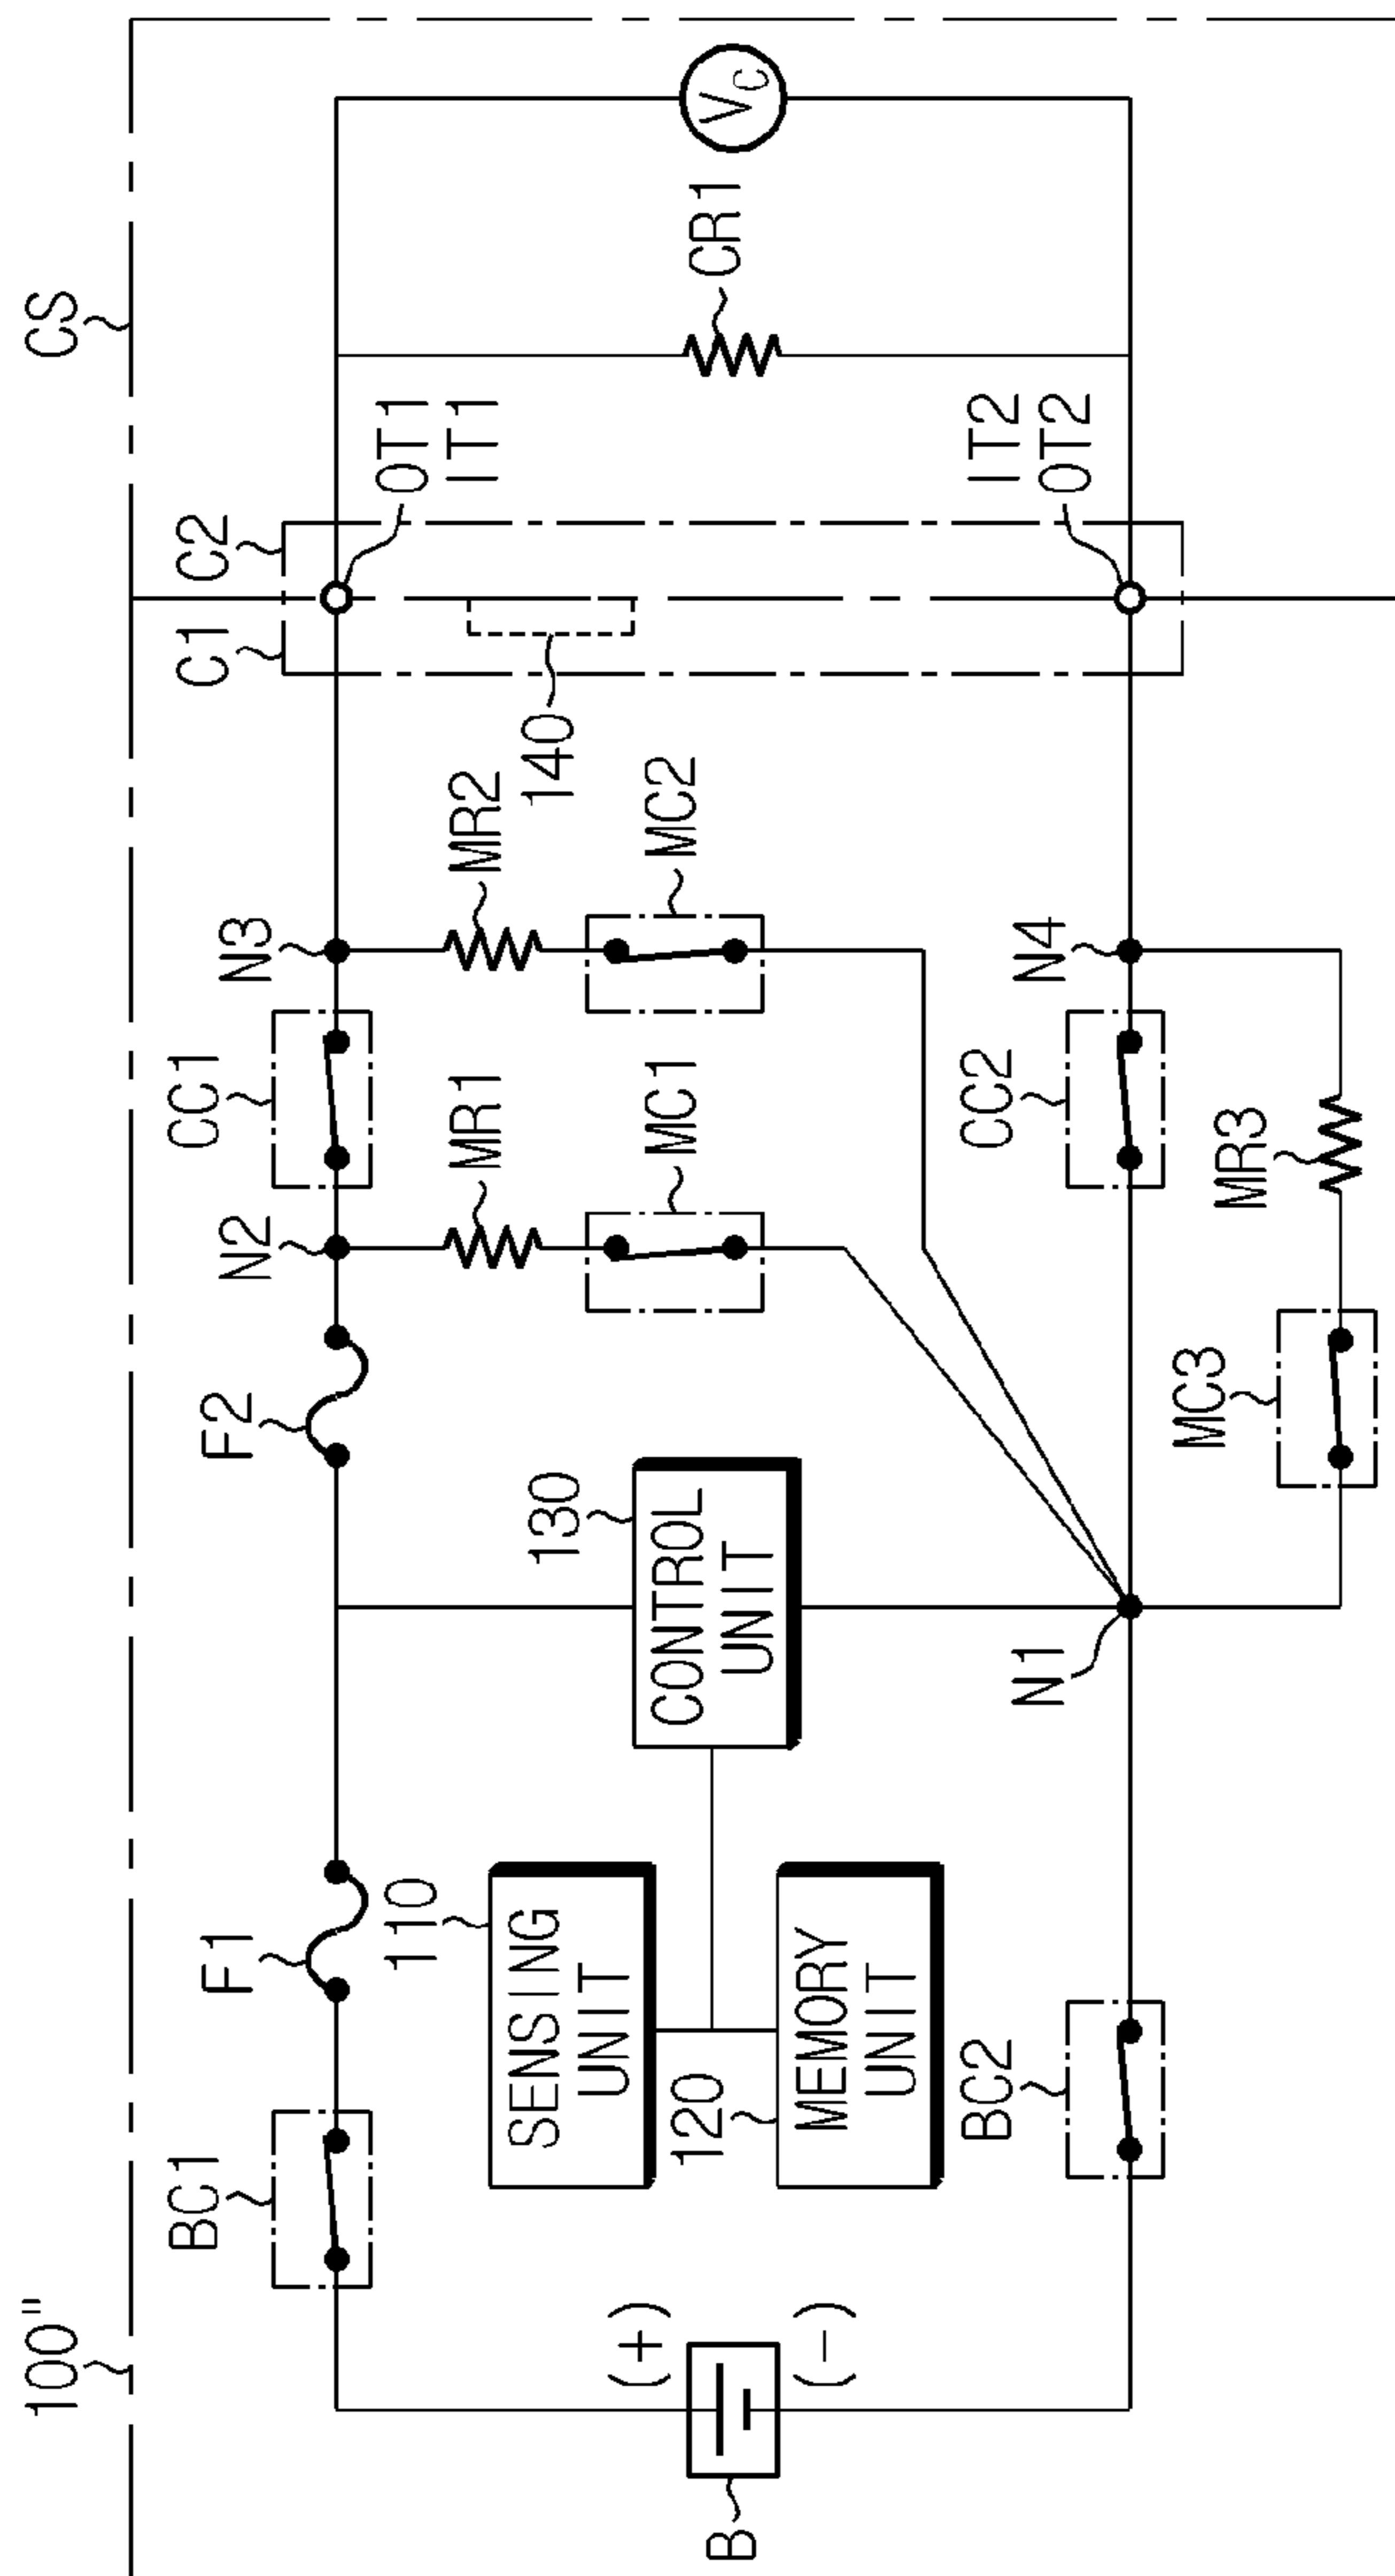 100"
CS
BC1
F1
F2
N2
CC1
N3
C1
C2
110
SENSING
UNIT
120
MEMORY
UNIT
130
CONTROL
UNIT
MR1
MC1
MR2
MC2
140
OT1
IT1
CR1
VC
B
(+)
(-)
BC2
N1
CC2
N4
IT2
OT2
MC3
MR3